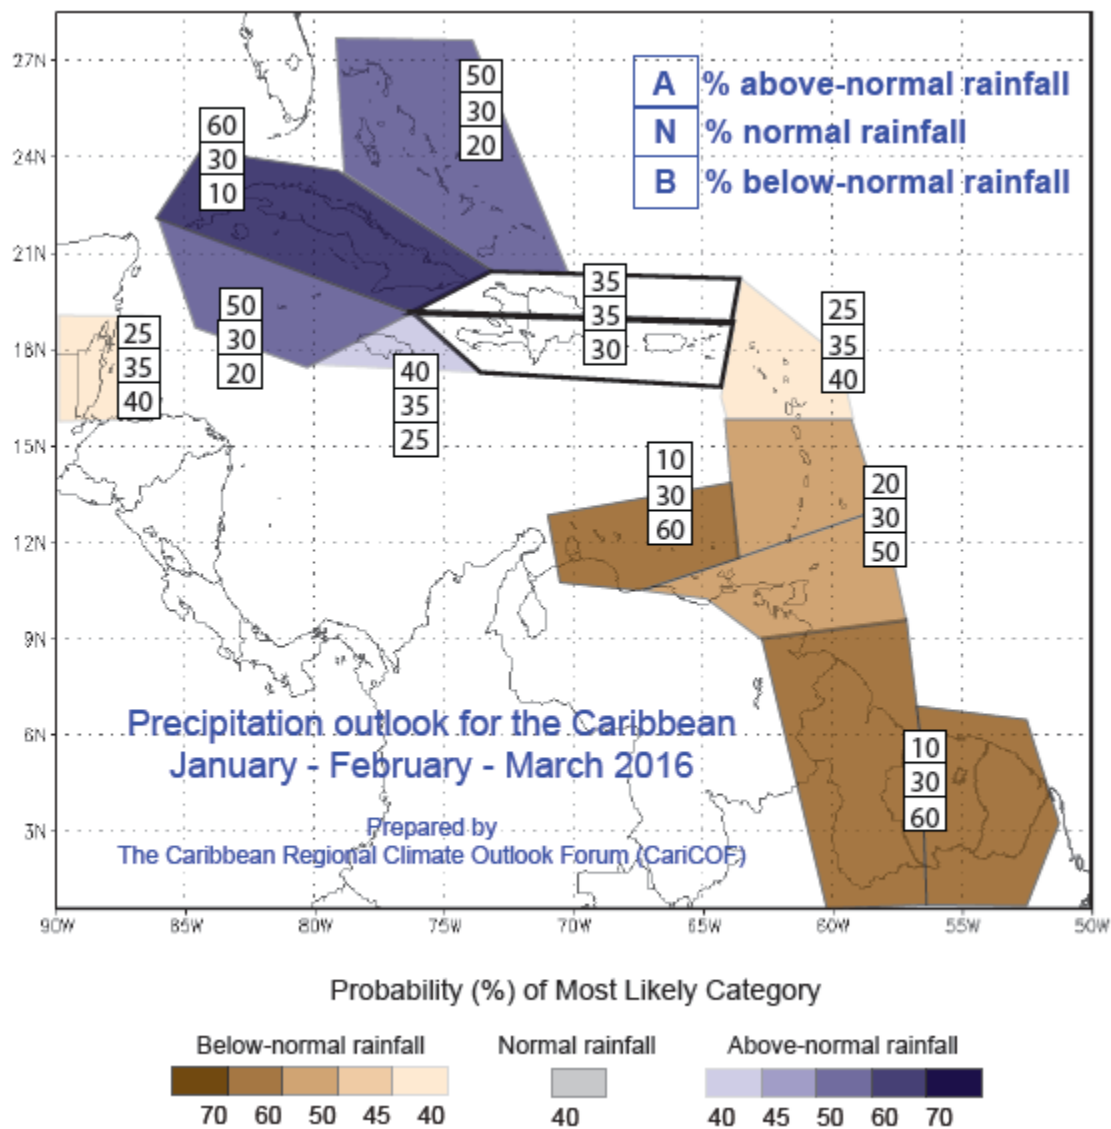 27N
24N
21N
18N
15N
12N
9N
6N
3N
90W 85W 80W 75W 70W 65W 60W 55W 50W
A % above-normal rainfall
N % normal rainfall
B % below-normal rainfall
50
30
20
60
30
10
35
35
30
50
30
20
25
35
40
25
35
40
40
35
25
10
30
60
20
30
50
10
30
60
Precipitation outlook for the Caribbean
January - February - March 2016
Prepared by
The Caribbean Regional Climate Outlook Forum (CariCOF)
Probability (%) of Most Likely Category
Below-normal rainfall Normal rainfall Above-normal rainfall
70 60 50 45 40 40 40 45 50 60 70